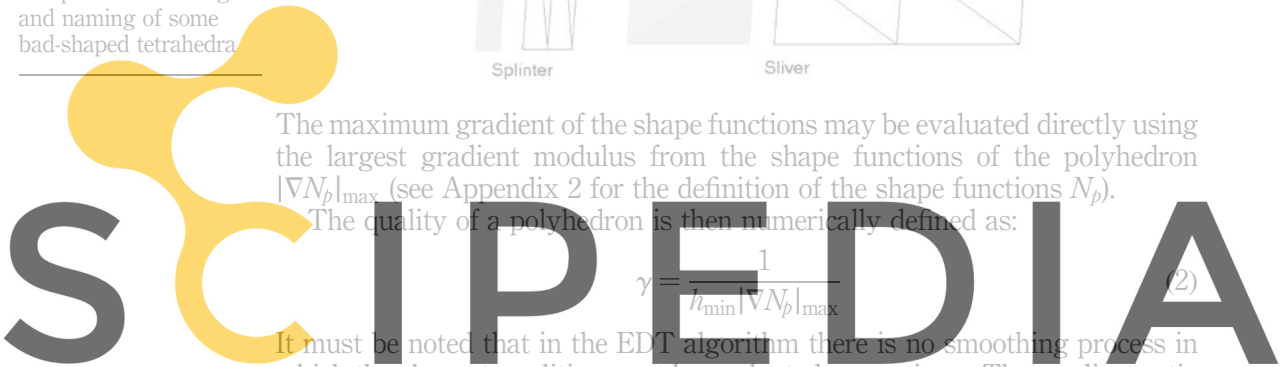 and naming of some
bad-shaped tetrahedra
Splinter
Sliver
The maximum gradient of the shape functions may be evaluated directly using
the largest gradient modulus from the shape functions of the polyhedron
|∇N_p|_max (see Appendix 2 for the definition of the shape functions N_p).
The quality of a polyhedron is then numerically defined as:
γ = 1 / (h_min |∇N_p|_max) (2)
SCIPEDIA
It must be noted that in the EDT algorithm there is no smoothing process in